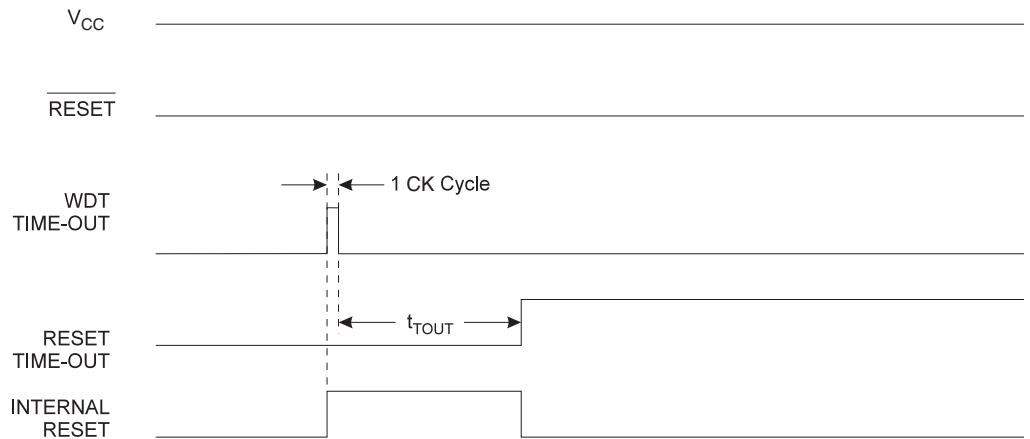 VCC
RESET
1 CK Cycle
WDT
TIME-OUT
tTOUT
RESET
TIME-OUT
INTERNAL
RESET